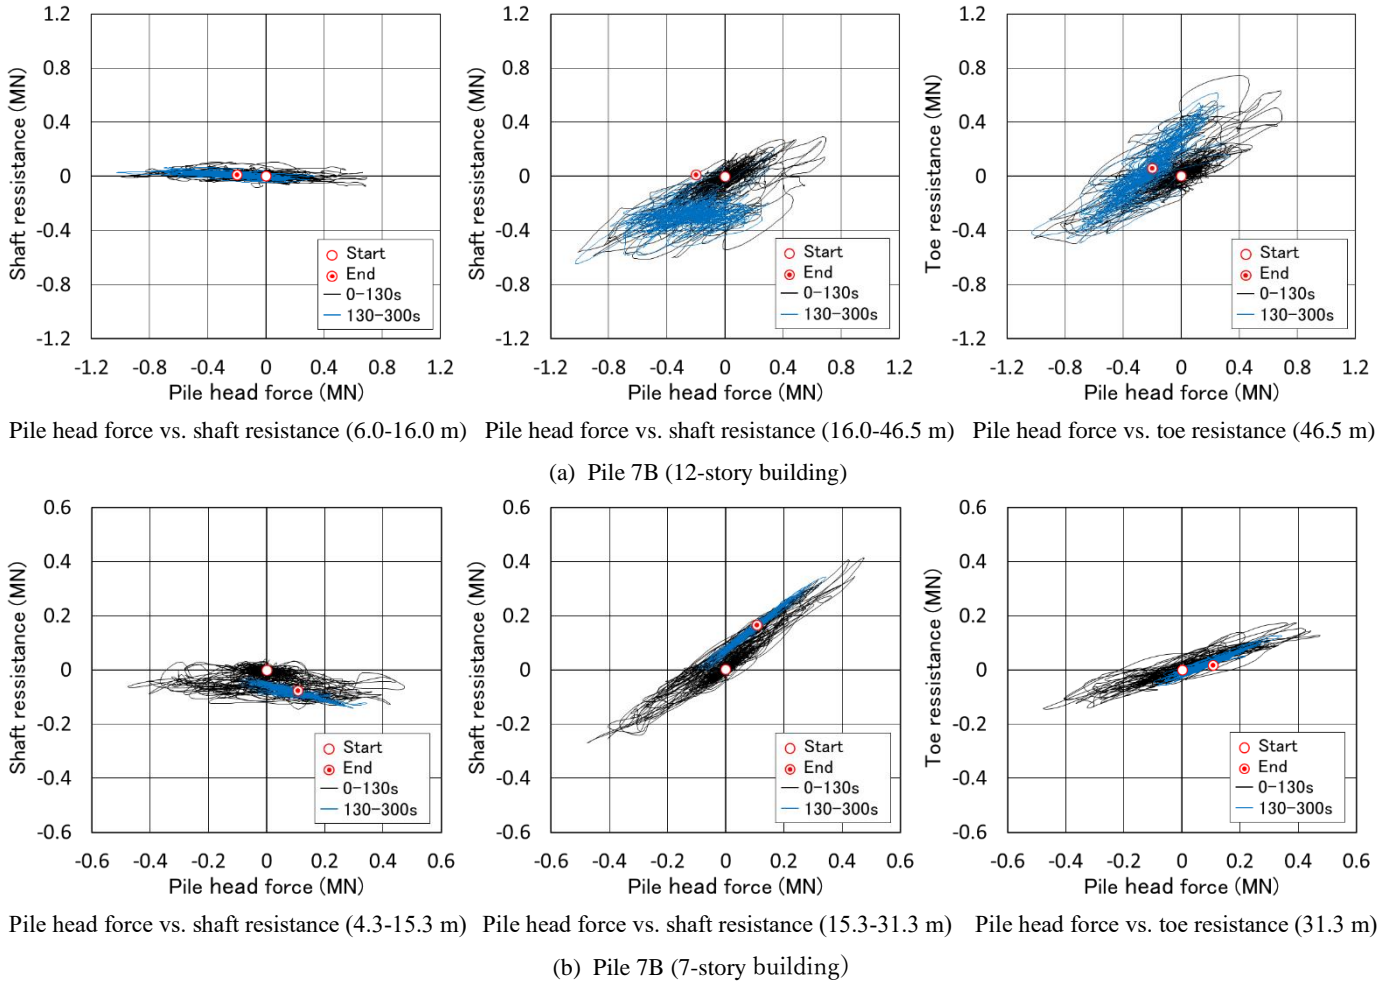 1.2
0.8
0.4
0
-0.4
-0.8
-1.2
-1.2 -0.8 -0.4 0 0.4 0.8 1.2
Shaft ressistance (MN)
Pile head force (MN)
Start
End
0-130s
130-300s
1.2
0.8
0.4
0
-0.4
-0.8
-1.2
-1.2 -0.8 -0.4 0 0.4 0.8 1.2
Shaft ressistance (MN)
Pile head force (MN)
Start
End
0-130s
130-300s
1.2
0.8
0.4
0
-0.4
-0.8
-1.2
-1.2 -0.8 -0.4 0 0.4 0.8 1.2
Toe ressistance (MN)
Pile head force (MN)
Start
End
0-130s
130-300s
Pile head force vs. shaft resistance (6.0-16.0 m) Pile head force vs. shaft resistance (16.0-46.5 m) Pile head force vs. toe resistance (46.5 m)
(a) Pile 7B (12-story building)
0.6
0.4
0.2
0
-0.2
-0.4
-0.6
-0.6 -0.4 -0.2 0 0.2 0.4 0.6
Shaft ressistance (MN)
Pile head force (MN)
Start
End
0-130s
130-300s
0.6
0.4
0.2
0
-0.2
-0.4
-0.6
-0.6 -0.4 -0.2 0 0.2 0.4 0.6
Shaft ressistance (MN)
Pile head force (MN)
Start
End
0-130s
130-300s
0.6
0.4
0.2
0
-0.2
-0.4
-0.6
-0.6 -0.4 -0.2 0 0.2 0.4 0.6
Toe ressistance (MN)
Pile head force (MN)
Start
End
0-130s
130-300s
Pile head force vs. shaft resistance (4.3-15.3 m) Pile head force vs. shaft resistance (15.3-31.3 m) Pile head force vs. toe resistance (31.3 m)
(b) Pile 7B (7-story building)